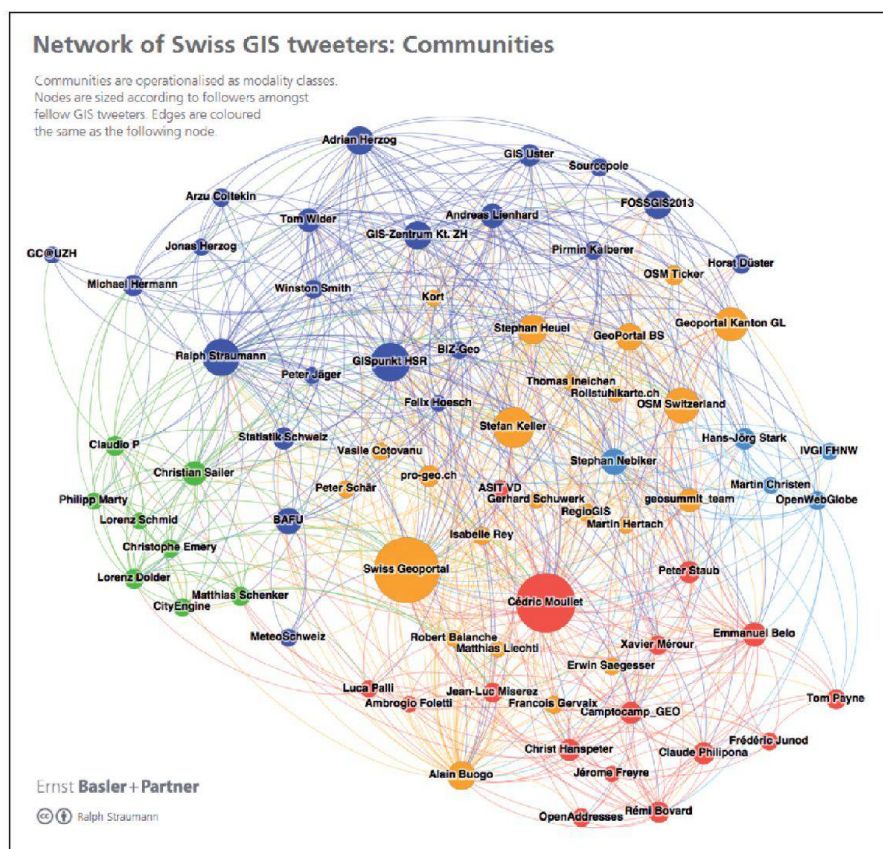 Network of Swiss GIS tweeters: Communities
Communities are operationalised as modality classes.
Nodes are sized according to followers amongst
fellow GIS tweeters. Edges are coloured
the same as the following node.
Adrian Herzog
GIS Uster
Sourcepole
Arzu Coltekin
FOSSGIS2013
Tom Wider
Andreas Lienhard
GIS-Zentrum Kt. ZH
Jonas Herzog
Pirmin Kalberer
GC@UZH
Horst Düster
OSM Ticker
Michael Hermann
Winston Smith
Kort
Stephan Heuel
GeoPortal BS
Geoportal Kanton GL
Ralph Straumann
GISpunkt HSR
BIZ-Geo
Peter Jäger
Thomas Ineichen
Rollstuhlkarte.ch
Felix Hoesch
OSM Switzerland
Stefan Keller
Statistik Schweiz
Hans-Jörg Stark
Claudio P
Vasile Cotovanu
IVGI FHNW
Stephan Nebiker
Christian Sailer
pro-geo.ch
ASIT VD
Martin Christen
Peter Schär
Gerhard Schuwerk
geosummit_team
OpenWebGlobe
Philipp Marty
RegioGIS
Lorenz Schmid
BAFU
Martin Hertach
Isabelle Rey
Christophe Emery
Swiss Geoportal
Peter Staub
Lorenz Dolder
Matthias Schenker
Cédric Moullet
CityEngine
MeteoSchweiz
Robert Balanche
Emmanuel Belo
Matthias Liechti
Xavier Mérour
Erwin Saegesser
Luca Palli
Jean-Luc Miserez
Tom Payne
Ambrogio Foletti
Francois Gervaix
Camptocamp_GEO
Frédéric Junod
Christ Hanspeter
Claude Philipona
Alain Buogo
Jérome Freyre
Rémi Bovard
OpenAddresses
Ernst Basler + Partner
cc Ralph Straumann